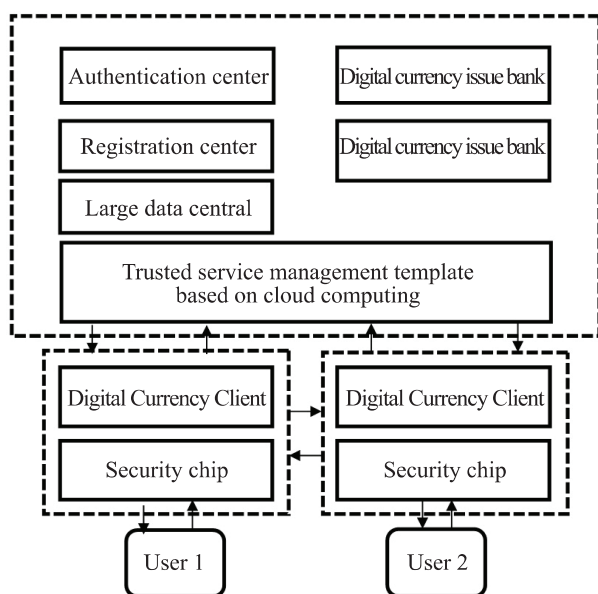 Authentication center
Digital currency issue bank
Registration center
Digital currency issue bank
Large data central
Trusted service management template
based on cloud computing
Digital Currency Client
Digital Currency Client
Security chip
Security chip
User 1
User 2